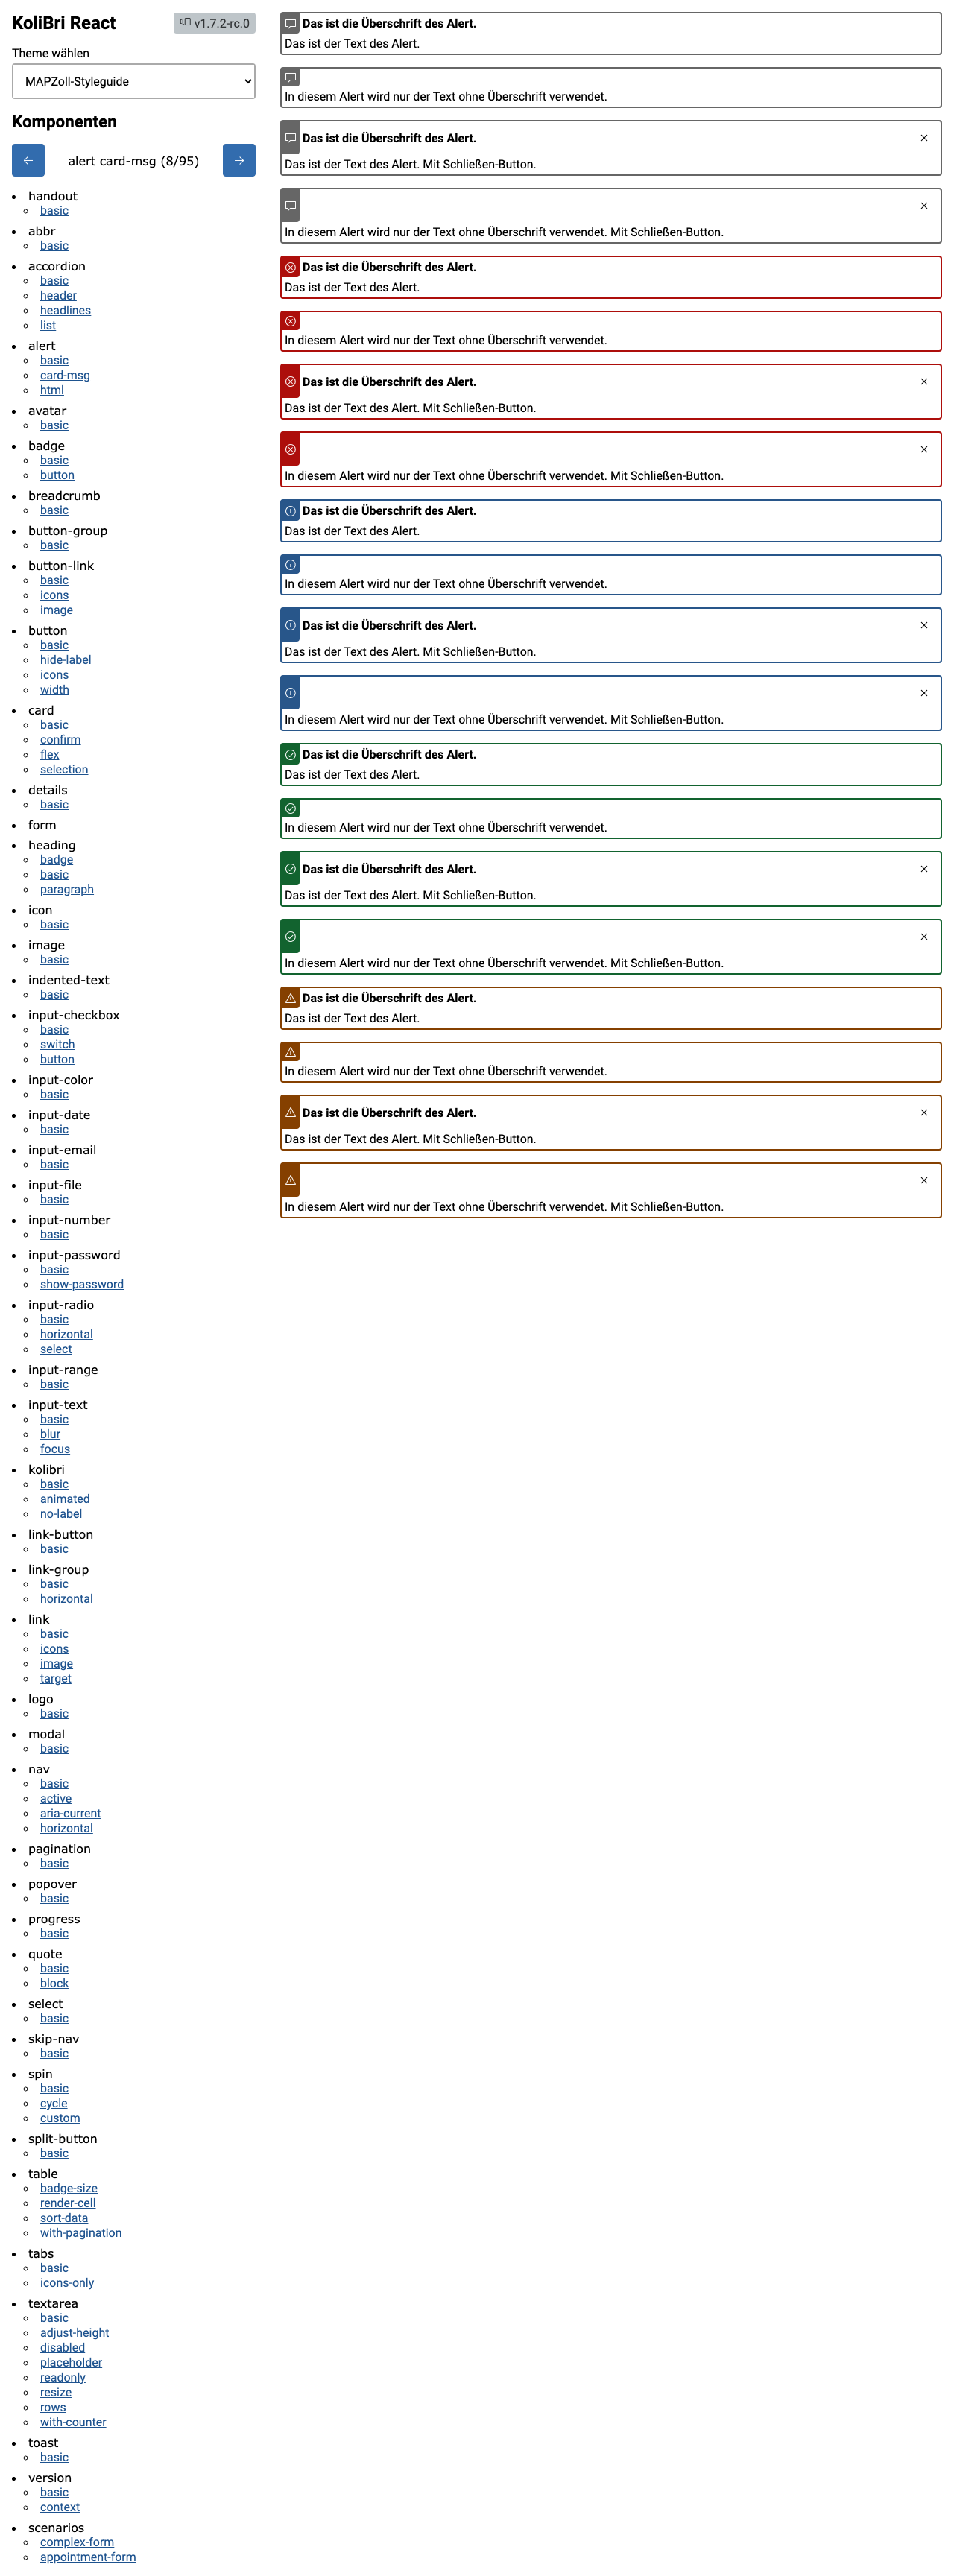 KoliBri React
v1.7.2-rc.0
Theme wählen
MAPZoll-Styleguide
Komponenten
alert card-msg (8/95)
handout
basic
abbr
basic
accordion
basic
header
headlines
list
alert
basic
card-msg
html
avatar
basic
badge
basic
button
breadcrumb
basic
button-group
basic
button-link
basic
icons
image
button
basic
hide-label
icons
width
card
basic
confirm
flex
selection
details
basic
form
heading
badge
basic
paragraph
icon
basic
image
basic
indented-text
basic
input-checkbox
basic
switch
button
input-color
basic
input-date
basic
input-email
basic
input-file
basic
input-number
basic
input-password
basic
show-password
input-radio
basic
horizontal
select
input-range
basic
input-text
basic
blur
focus
kolibri
basic
animated
no-label
link-button
basic
link-group
basic
horizontal
link
basic
icons
image
target
logo
basic
modal
basic
nav
basic
active
aria-current
horizontal
pagination
basic
popover
basic
progress
basic
quote
basic
block
select
basic
skip-nav
basic
spin
basic
cycle
custom
split-button
basic
table
badge-size
render-cell
sort-data
with-pagination
tabs
basic
icons-only
textarea
basic
adjust-height
disabled
placeholder
readonly
resize
rows
with-counter
toast
basic
version
basic
context
scenarios
complex-form
appointment-form
Das ist die Überschrift des Alert.
Das ist der Text des Alert.
In diesem Alert wird nur der Text ohne Überschrift verwendet.
Das ist die Überschrift des Alert.
Das ist der Text des Alert. Mit Schließen-Button.
In diesem Alert wird nur der Text ohne Überschrift verwendet. Mit Schließen-Button.
Das ist die Überschrift des Alert.
Das ist der Text des Alert.
In diesem Alert wird nur der Text ohne Überschrift verwendet.
Das ist die Überschrift des Alert.
Das ist der Text des Alert. Mit Schließen-Button.
In diesem Alert wird nur der Text ohne Überschrift verwendet. Mit Schließen-Button.
Das ist die Überschrift des Alert.
Das ist der Text des Alert.
In diesem Alert wird nur der Text ohne Überschrift verwendet.
Das ist die Überschrift des Alert.
Das ist der Text des Alert. Mit Schließen-Button.
In diesem Alert wird nur der Text ohne Überschrift verwendet. Mit Schließen-Button.
Das ist die Überschrift des Alert.
Das ist der Text des Alert.
In diesem Alert wird nur der Text ohne Überschrift verwendet.
Das ist die Überschrift des Alert.
Das ist der Text des Alert. Mit Schließen-Button.
In diesem Alert wird nur der Text ohne Überschrift verwendet. Mit Schließen-Button.
Das ist die Überschrift des Alert.
Das ist der Text des Alert.
In diesem Alert wird nur der Text ohne Überschrift verwendet.
Das ist die Überschrift des Alert.
Das ist der Text des Alert. Mit Schließen-Button.
In diesem Alert wird nur der Text ohne Überschrift verwendet. Mit Schließen-Button.